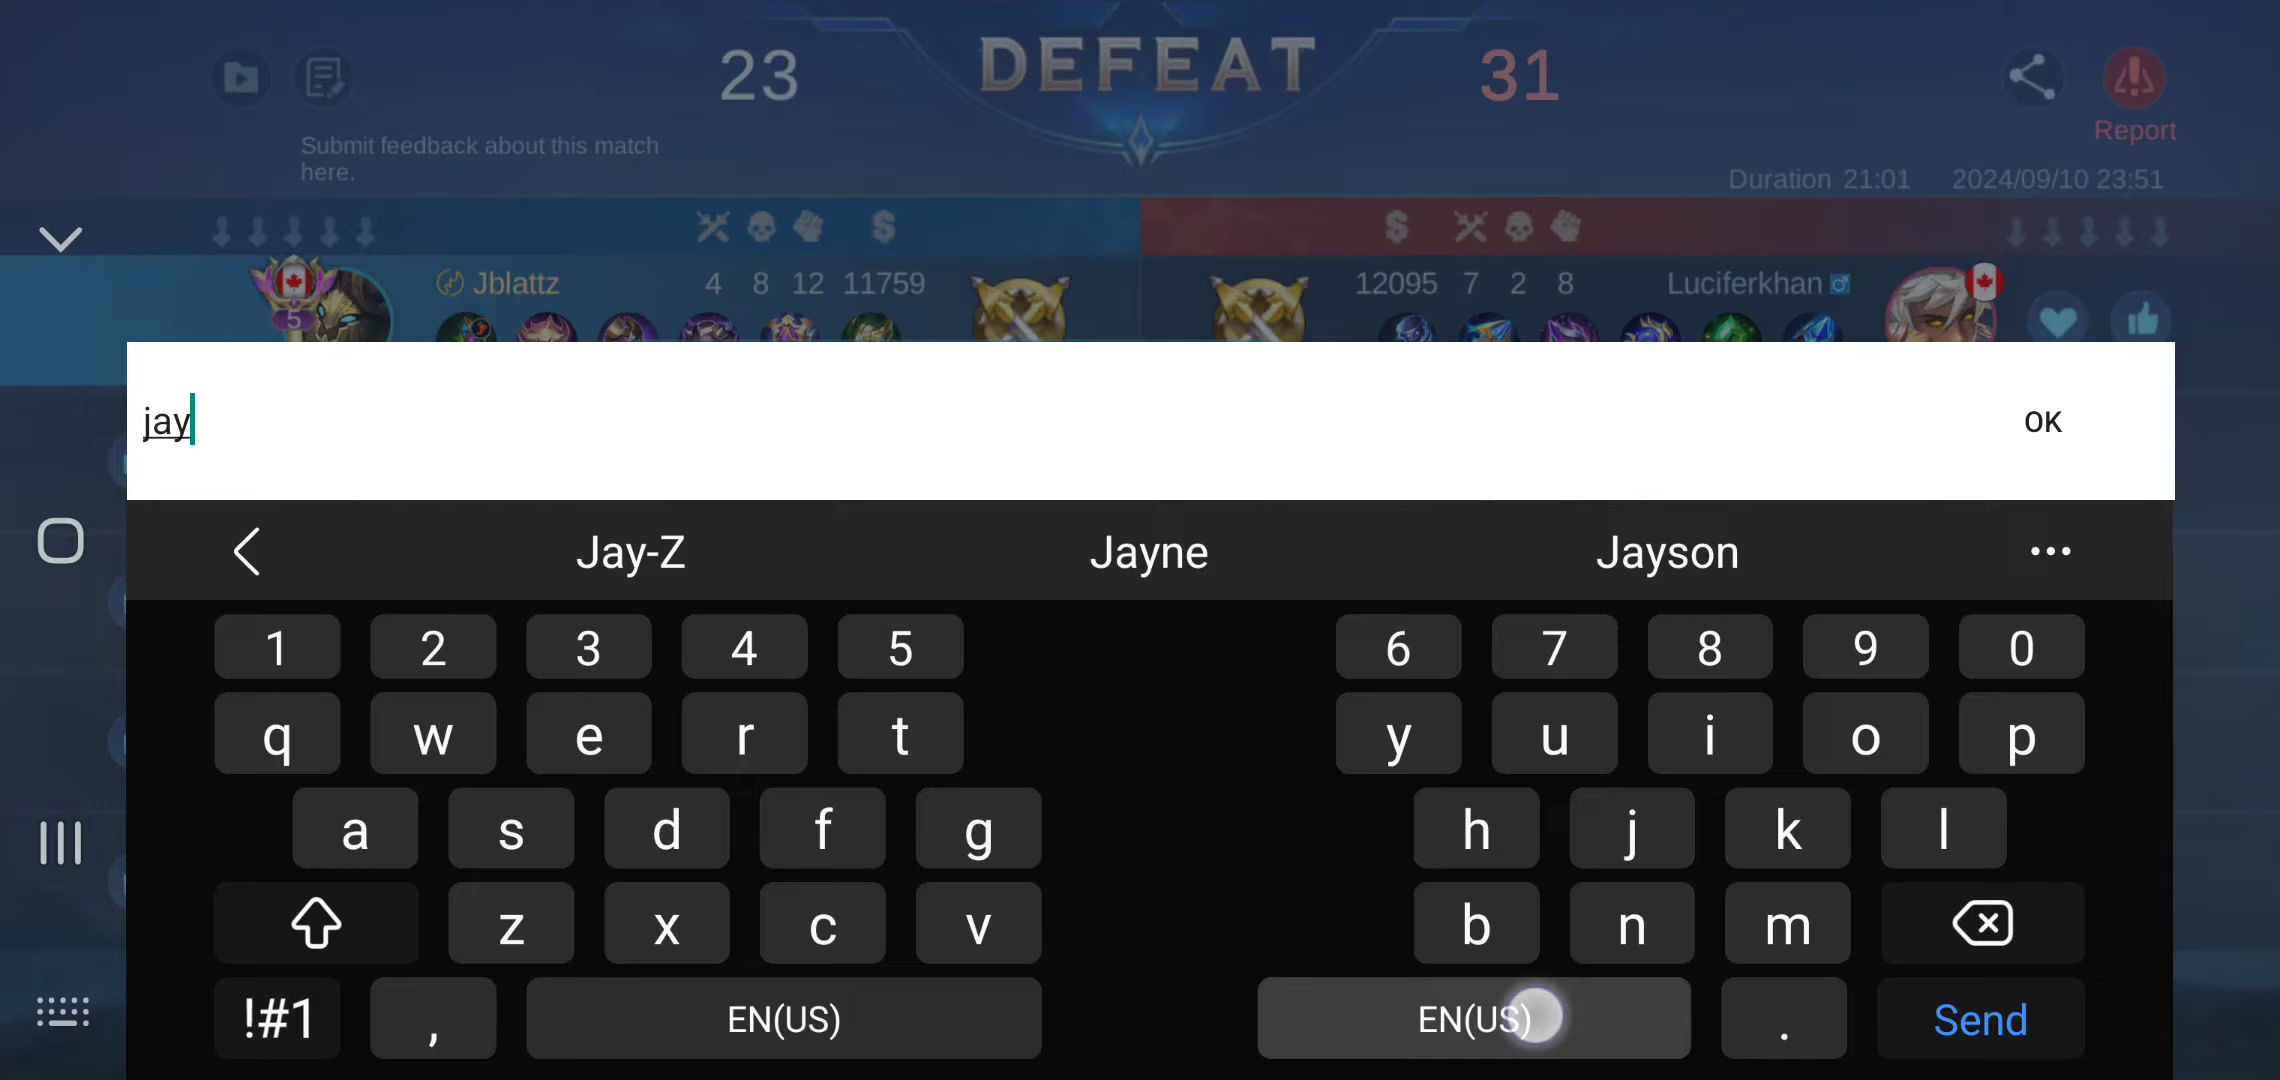 23 DEFEAT 31
Report
Submit feedback about this match
here.
Duration 21:01 2024/09/10 23:51
5 Jblattz 4 8 12 11759 12095 7 2 8 Luciferkhan
jay OK
Jay-Z Jayne Jayson ...
1 2 3 4 5 6 7 8 9 0
q w e r t y u i o p
a s d f g h j k l
z x c v b n m
!#1 , EN(US) EN(US) . Send